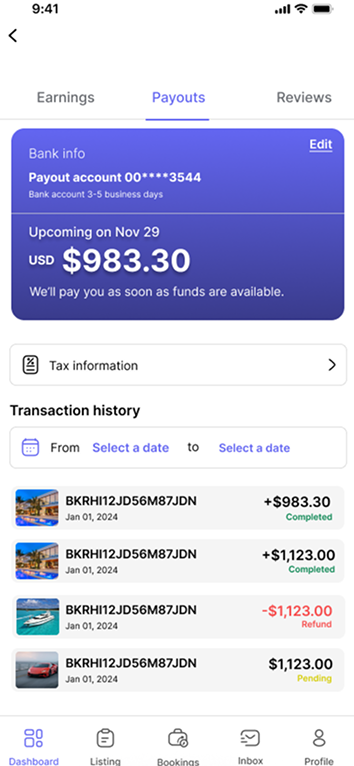 9:41
Earnings Payouts Reviews
Bank info Edit
Payout account 00****3544
Bank account 3-5 business days
Upcoming on Nov 29
USD $983.30
We'll pay you as soon as funds are available.
Tax information
Transaction history
From Select a date to Select a date
BKRHI12JD56M87JDN +$983.30
Jan 01, 2024 Completed
BKRHI12JD56M87JDN +$1,123.00
Jan 01, 2024 Completed
BKRHI12JD56M87JDN -$1,123.00
Jan 01, 2024 Refund
BKRHI12JD56M87JDN $1,123.00
Jan 01, 2024 Pending
Dashboard Listing Bookings Inbox Profile